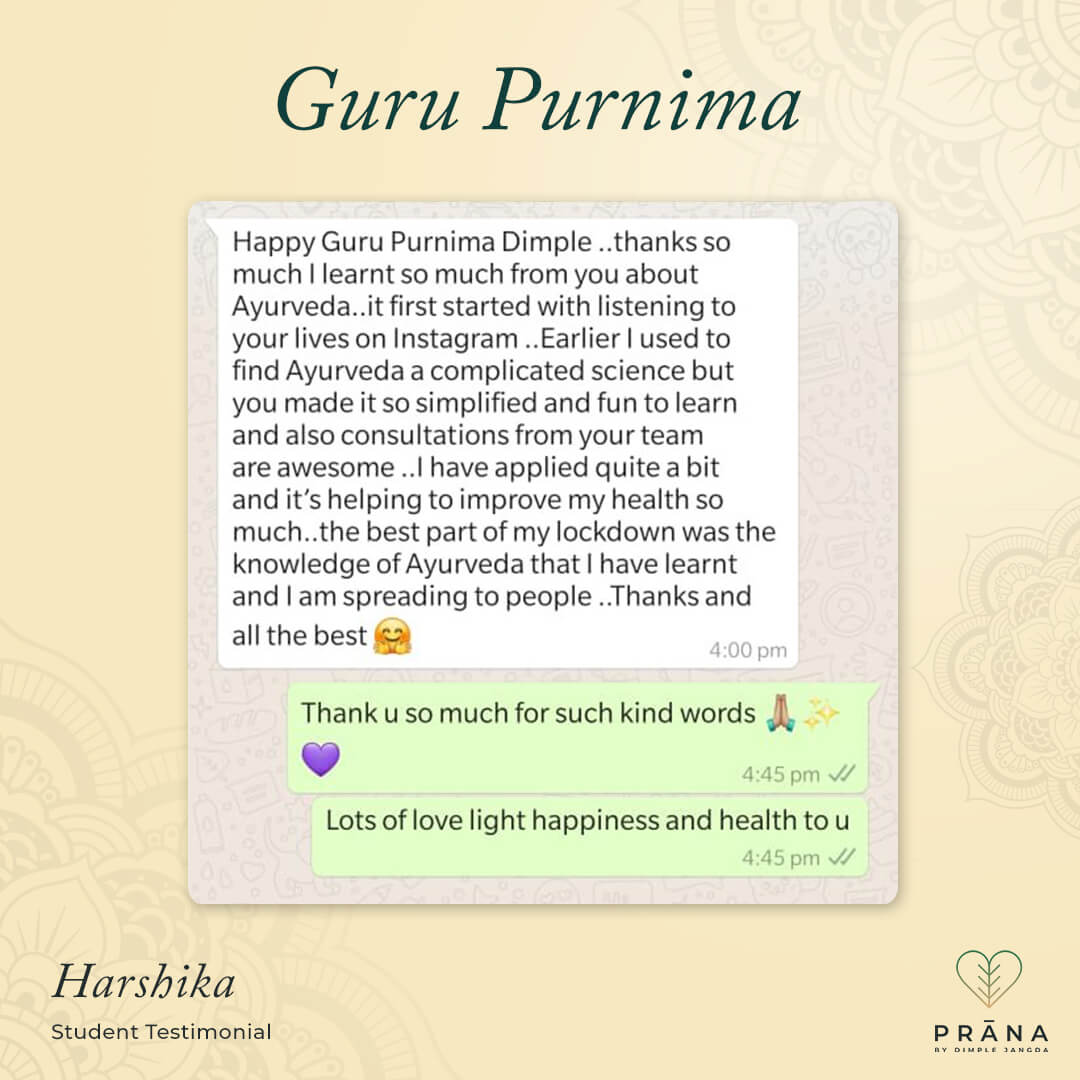 Guru Purnima
Happy Guru Purnima Dimple ..thanks so
much I learnt so much from you about
Ayurveda..it first started with listening to
your lives on Instagram ..Earlier I used to
find Ayurveda a complicated science but
you made it so simplified and fun to learn
and also consultations from your team
are awesome ..I have applied quite a bit
and it’s helping to improve my health so
much..the best part of my lockdown was the
knowledge of Ayurveda that I have learnt
and I am spreading to people ..Thanks and
all the best 🤗
4:00 pm
Thank u so much for such kind words 🙏🏽✨
💜
4:45 pm
Lots of love light happiness and health to u
4:45 pm
Harshika
Student Testimonial
PRĀNA
BY DIMPLE JANGDA